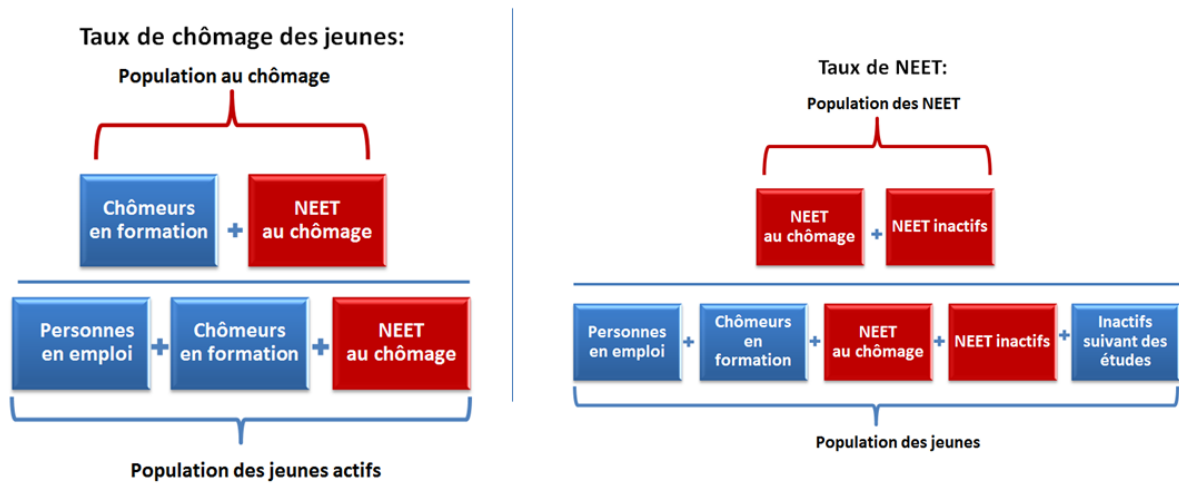 Taux de chômage des jeunes:
Population au chômage
Chômeurs
en formation
+
NEET
au chômage
Personnes
en emploi
+
Chômeurs
en formation
+
NEET
au chômage
Population des jeunes actifs
Taux de NEET:
Population des NEET
NEET
au chômage
+
NEET inactifs
Personnes
en emploi
+
Chômeurs
en
formation
+
NEET
au chômage
+
NEET inactifs
+
Inactifs
suivant des
études
Population des jeunes